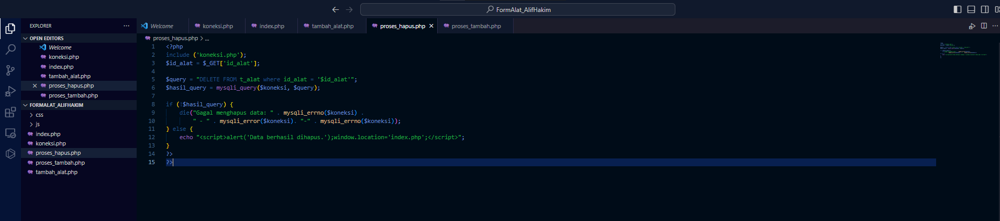 FormAlat_AlifHakim
EXPLORER
Welcome
koneksi.php
index.php
tambah_alat.php
proses_hapus.php
proses_tambah.php
OPEN EDITORS
Welcome
koneksi.php
index.php
tambah_alat.php
proses_hapus.php
proses_tambah.php
FORMALAT_ALIFHAKIM
css
js
index.php
koneksi.php
proses_hapus.php
proses_tambah.php
tambah_alat.php
proses_hapus.php > ...
1 <?php
2 include ('koneksi.php');
3 $id_alat = $_GET['id_alat'];
4
5 $query = "DELETE FROM t_alat where id_alat = '$id_alat'";
6 $hasil_query = mysqli_query($koneksi, $query);
7
8 if (!$hasil_query) {
9 die("Gagal menghapus data: " . mysqli_errno($koneksi) .
10 " - " . mysqli_error($koneksi). "-" . mysqli_errno($koneksi));
11 } else {
12 echo "<script>alert('Data berhasil dihapus.');window.location='index.php';</script>";
13 }
14 ?>
15 ?>